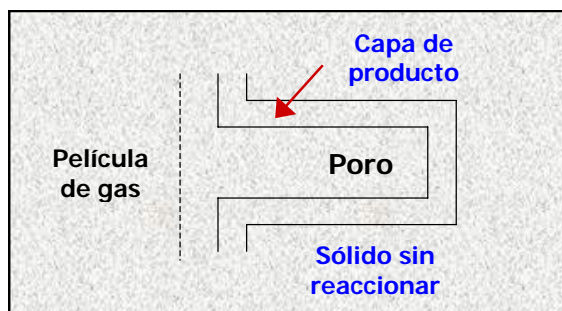 Capa de
producto
Película
de gas
Poro
Sólido sin
reaccionar